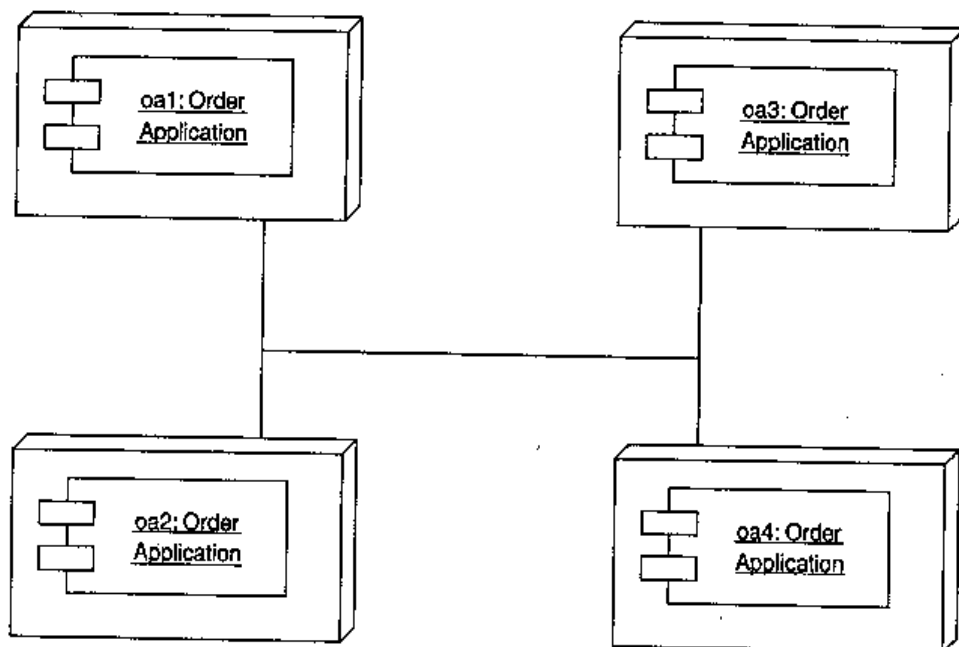 oa1: Order
Application
oa3: Order
Application
oa2: Order
Application
oa4: Order
Application